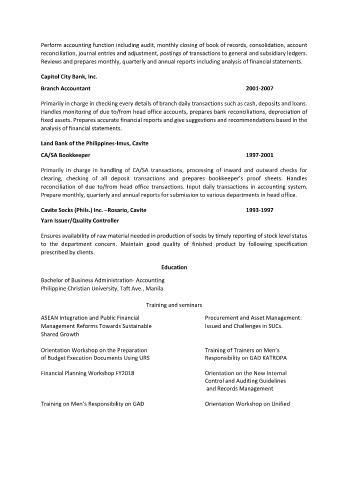 Perform accounting function including audit, monthly closing of book of records, consolidation, account
reconciliation, journal entries and adjustment, postings of transactions to general and subsidiary ledgers.
Reviews and prepares monthly, quarterly and annual reports including analysis of financial statements.
Capitol City Bank, Inc.
Branch Accountant 2001-2007
Primarily in charge in checking every details of branch daily transactions such as cash, deposits and loans.
Handles monitoring of due to/from head office accounts, prepares bank reconciliations, depreciation of
fixed assets. Prepares accurate financial reports and give suggestions and recommendations based in the
analysis of financial statements.
Land Bank of the Philippines-Imus, Cavite
CA/SA Bookkeeper 1997-2001
Primarily in charge in handling of CA/SA transactions, processing of inward and outward checks for
clearing, checking of all deposit transactions and prepares bookkeeper's proof sheets. Handles
reconciliation of due to/from head office transactions. Input daily transactions in accounting system.
Prepare monthly, quarterly and annual reports for submission to various departments in head office.
Cavite Socks (Phils.) Inc. –Rosario, Cavite 1993-1997
Yarn Issuer/Quality Controller
Ensures availability of raw material needed in production of socks by timely reporting of stock level status
to the department concern. Maintain good quality of finished product by following specification
prescribed by clients.
Education
Bachelor of Business Administration- Accounting
Philippine Christian University, Taft Ave., Manila
Training and seminars
ASEAN Integration and Public Financial Procurement and Asset Management:
Management Reforms Towards Sustainable Issued and Challenges in SUCs.
Shared Growth
Orientation Workshop on the Preparation Training of Trainers on Men's
of Budget Execution Documents Using URS Responsibility on GAD KATROPA
Financial Planning Workshop FY2018 Orientation on the New Internal
Control and Auditing Guidelines
and Records Management
Training on Men's Responsibility on GAD Orientation Workshop on Unified